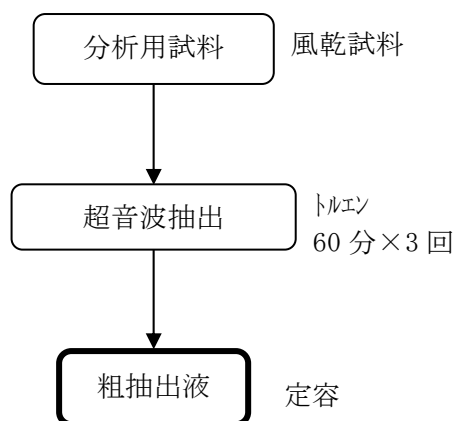 分析用試料
風乾試料
超音波抽出
ﾄﾙｴﾝ
60 分×3 回
粗抽出液
定容